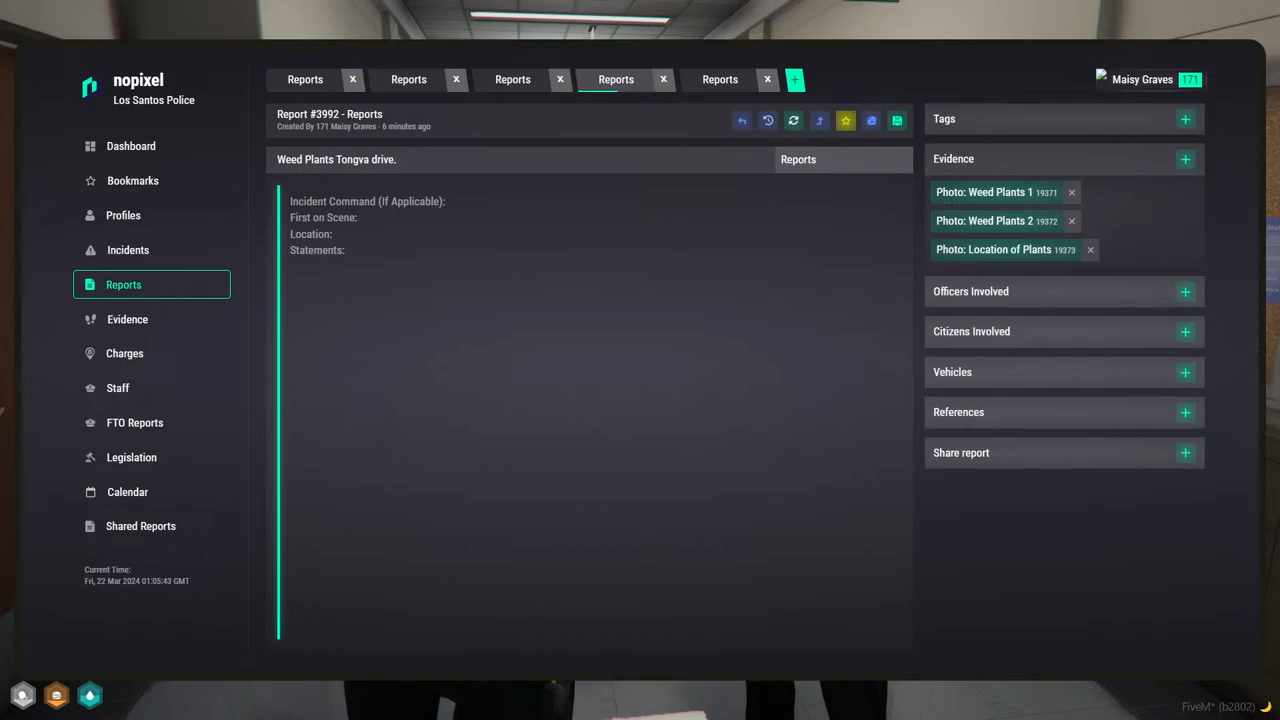 nopixel
Los Santos Police
Dashboard
Bookmarks
Profiles
Incidents
Reports
Evidence
Charges
Staff
FTO Reports
Legislation
Calendar
Shared Reports
Current Time:
Fri, 22 Mar 2024 01:05:43 GMT
Reports x Reports x Reports x Reports x Reports x +
Maisy Graves 171
Report #3992 - Reports
Created By 171 Maisy Graves · 6 minutes ago
Weed Plants Tongva drive.
Reports
Incident Command (If Applicable):
First on Scene:
Location:
Statements:
Tags +
Evidence +
Photo: Weed Plants 1 19371 ×
Photo: Weed Plants 2 19372 ×
Photo: Location of Plants 19373 ×
Officers Involved +
Citizens Involved +
Vehicles +
References +
Share report +
FiveM* (b2802)